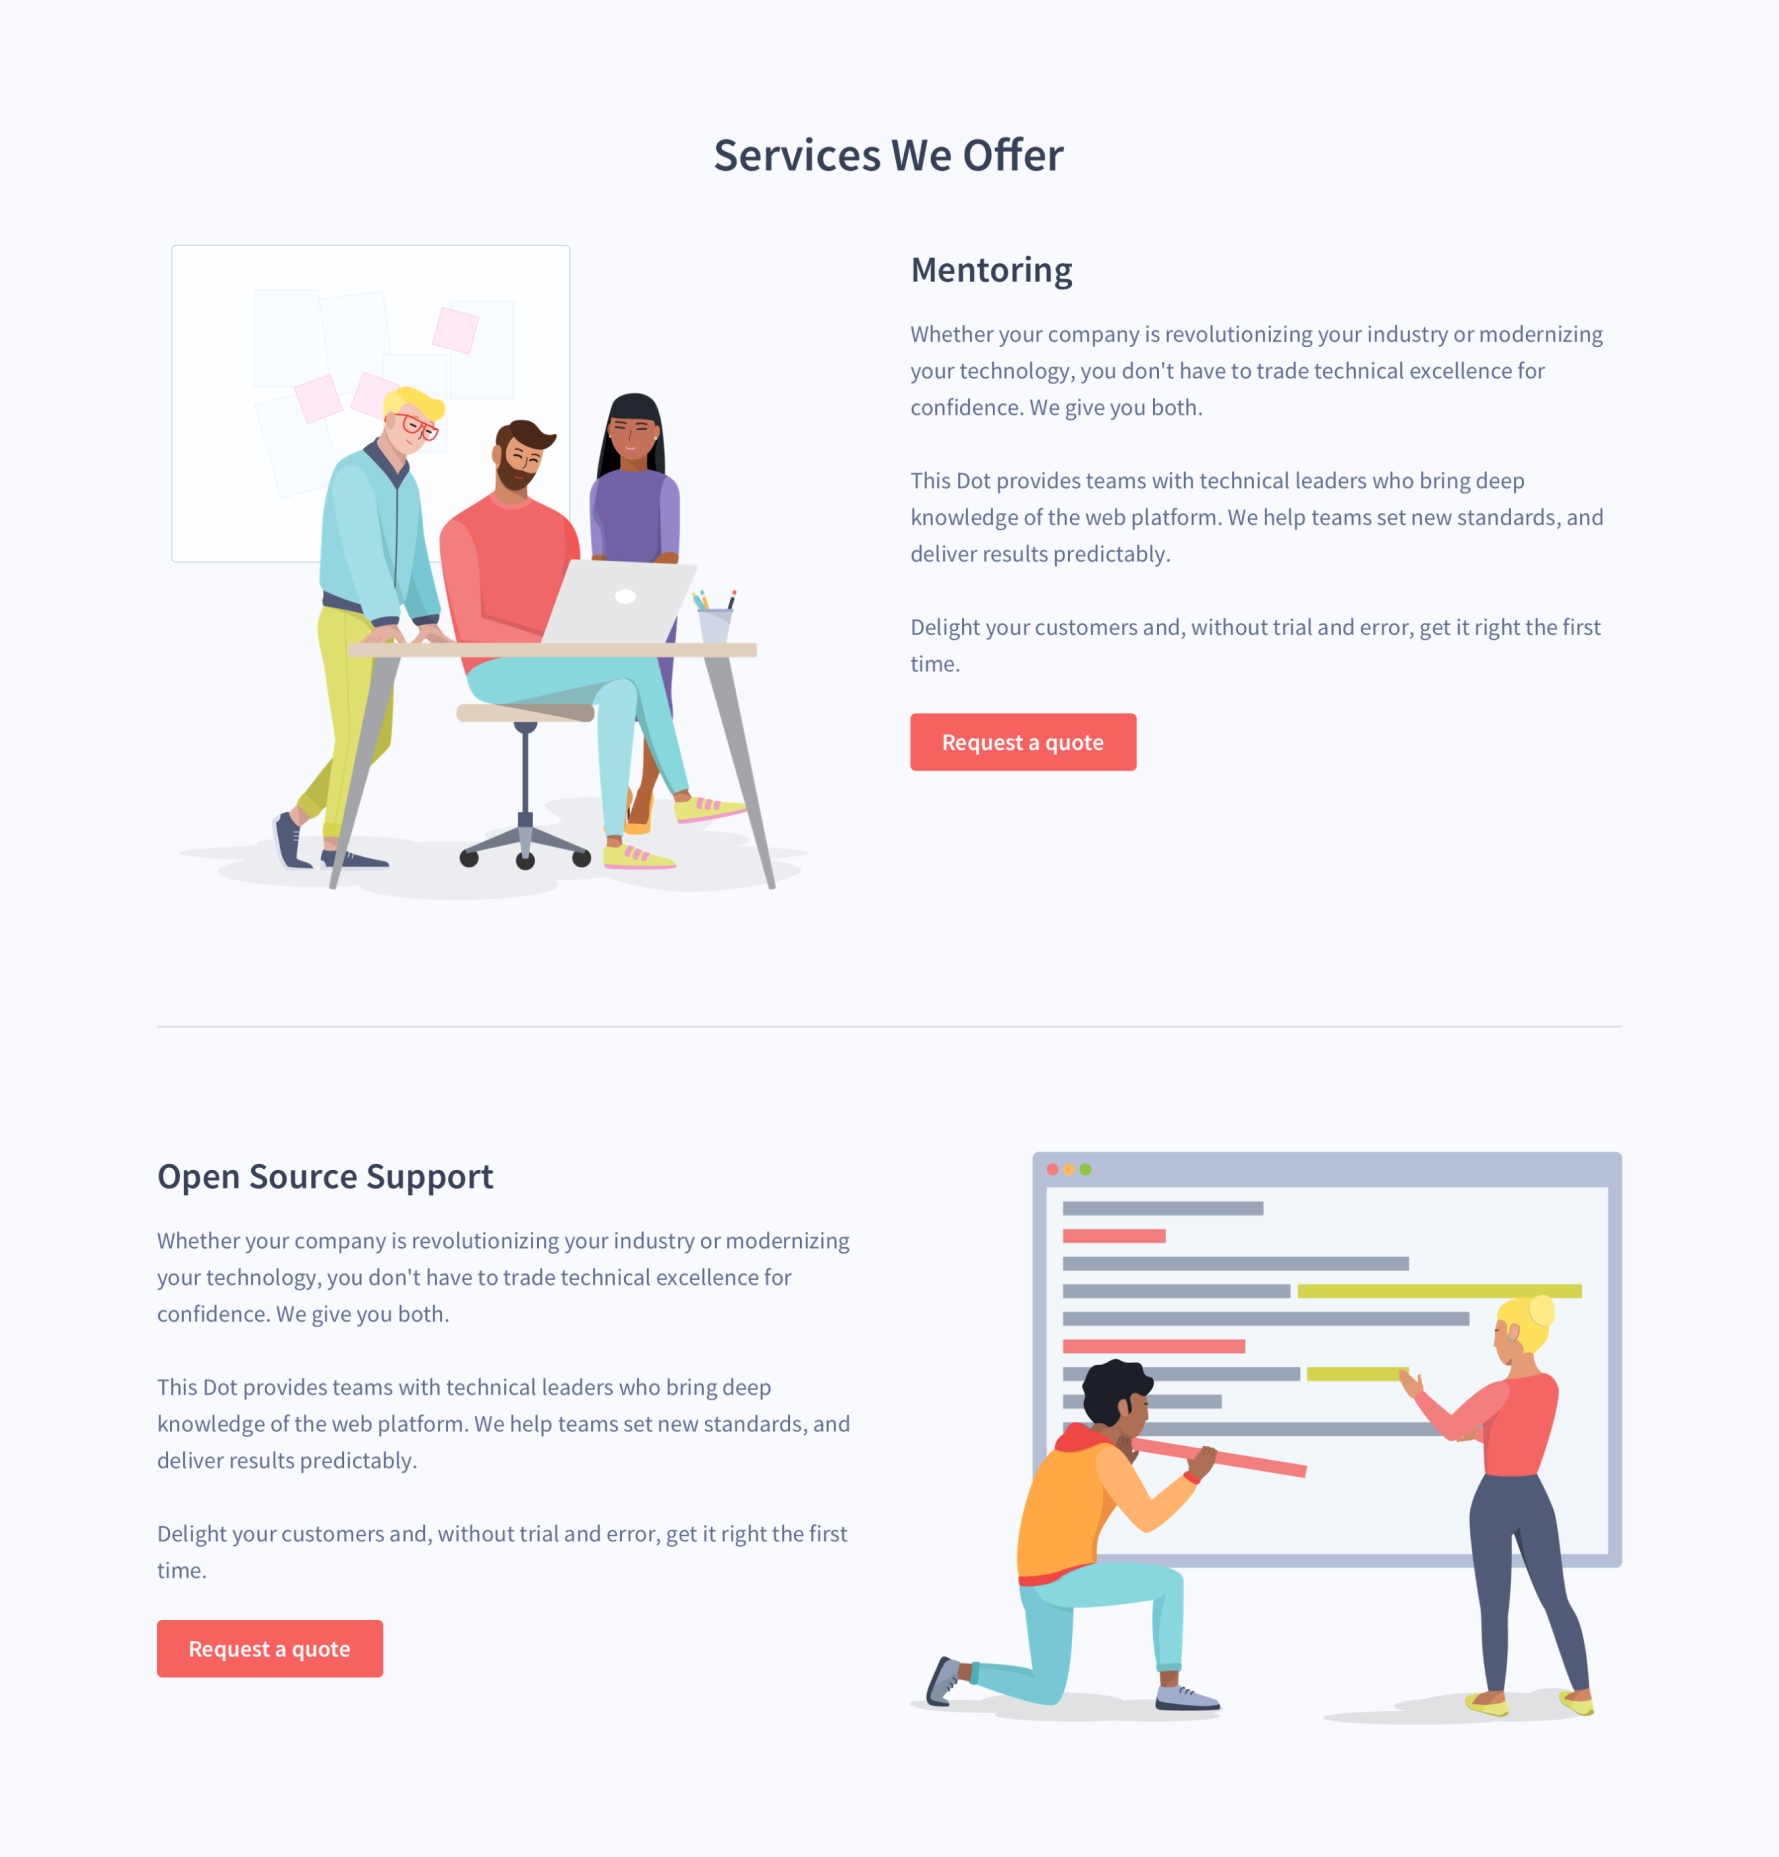 Services We Offer
Mentoring
Whether your company is revolutionizing your industry or modernizing
your technology, you don't have to trade technical excellence for
confidence. We give you both.
This Dot provides teams with technical leaders who bring deep
knowledge of the web platform. We help teams set new standards, and
deliver results predictably.
Delight your customers and, without trial and error, get it right the first
time.
Request a quote
Open Source Support
Whether your company is revolutionizing your industry or modernizing
your technology, you don't have to trade technical excellence for
confidence. We give you both.
This Dot provides teams with technical leaders who bring deep
knowledge of the web platform. We help teams set new standards, and
deliver results predictably.
Delight your customers and, without trial and error, get it right the first
time.
Request a quote